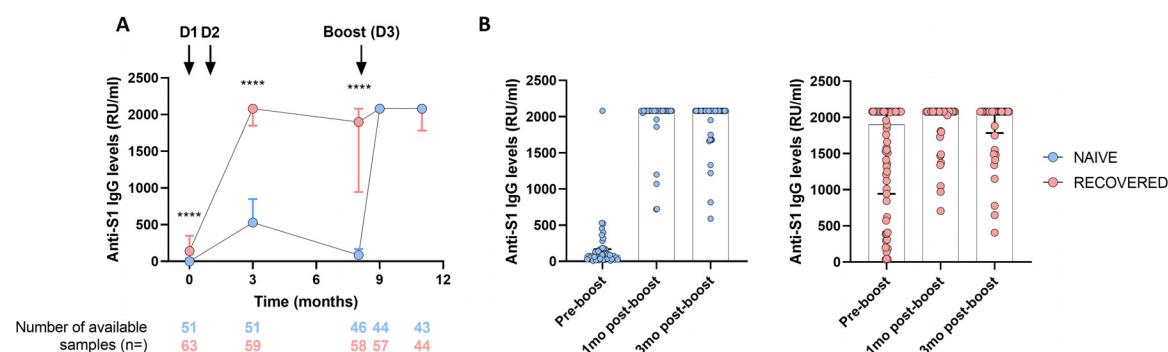 A
D1 D2 Boost (D3)
Anti-S1 IgG levels (RU/ml)
2500
2000
1500
1000
500
0
****
****
****
0 3 6 9 12
Time (months)
Number of available
samples (n=)
51 51 46 44 43
63 59 58 57 44
B
Anti-S1 IgG levels (RU/ml)
2500
2000
1500
1000
500
0
Pre-boost
1mo post-boost
3mo post-boost
Anti-S1 IgG levels (RU/ml)
2500
2000
1500
1000
500
0
Pre-boost
1mo post-boost
3mo post-boost
NAIVE
RECOVERED